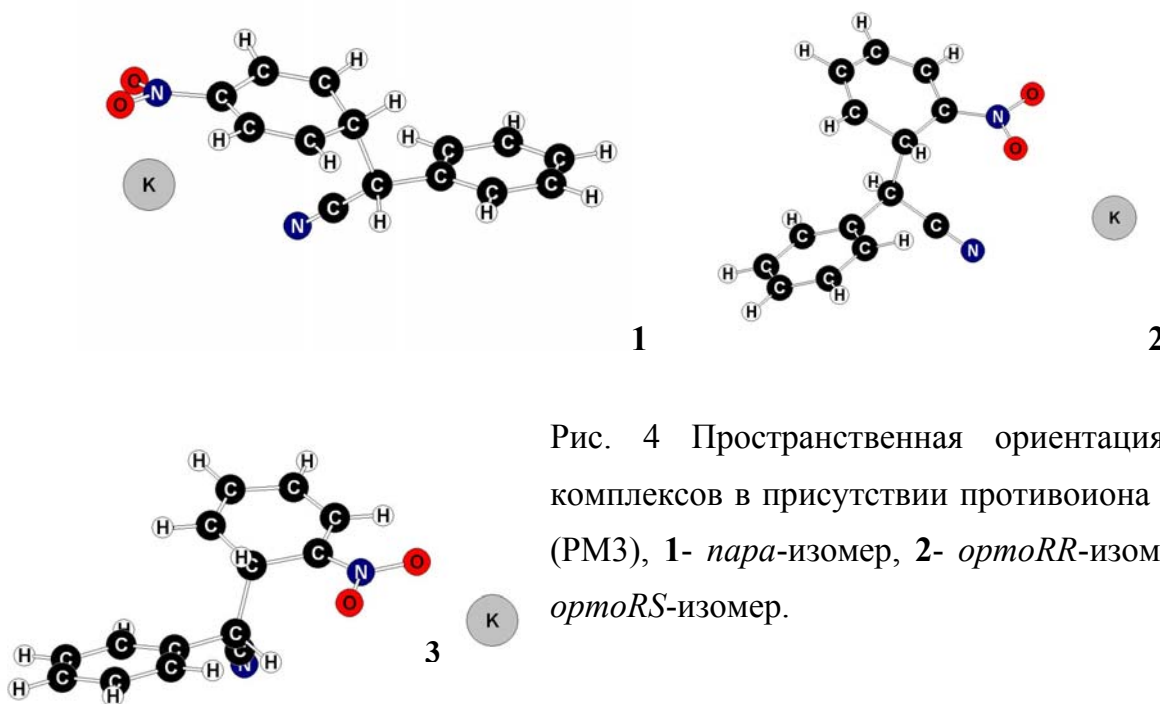 H
C H
O C
N C H
O
H C C C H C H
H C C H
K C C C H
N C H
H
1
H C H
H C C O
C C N
H C H O
H C
H C C N K
H C C H
H C C
H H
2
H H
C C
H C C H
H C C N O
O K
H C C C
H C C C H H
C N
H H
3
Рис. 4 Пространственная ориентация
комплексов в присутствии противоиона
(PM3), 1- пара-изомер, 2- ортоRR-изом
ортоRS-изомер.